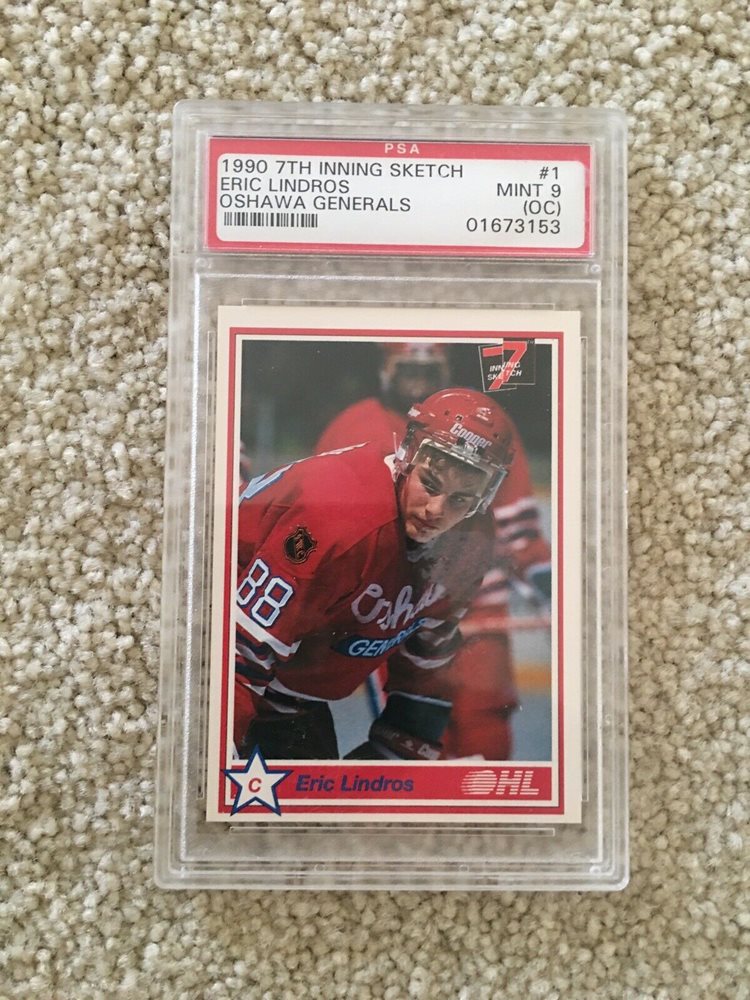 PSA
1990 7TH INNING SKETCH #1
ERIC LINDROS MINT 9
OSHAWA GENERALS (OC)
01673153
7
INNING
SKETCH
Cooper
88
GENERALS
C Eric Lindros OHL